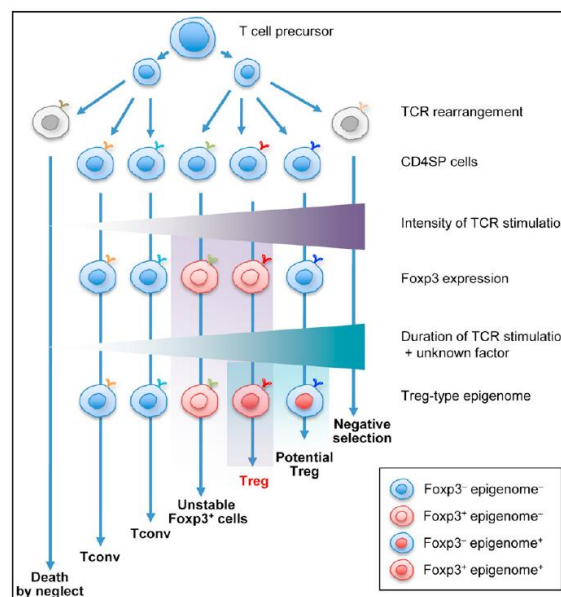 T cell precursor
TCR rearrangement
CD4SP cells
Intensity of TCR stimulatio
Foxp3 expression
Duration of TCR stimulatio
+ unknown factor
Treg-type epigenome
Negative
selection
Potential
Treg
Treg
Unstable
Foxp3⁺ cells
Tconv
Tconv
Death
by neglect
Foxp3⁻ epigenome⁻
Foxp3⁺ epigenome⁻
Foxp3⁻ epigenome⁺
Foxp3⁺ epigenome⁺